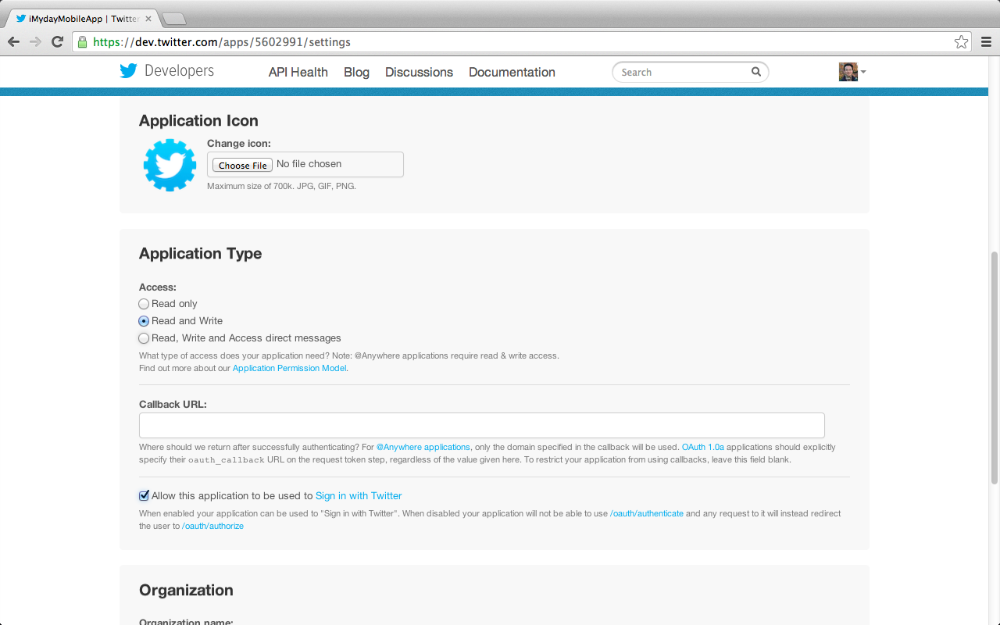 iMydayMobileApp | Twitter
https://dev.twitter.com/apps/5602991/settings
Developers API Health Blog Discussions Documentation Search
Application Icon
Change icon:
Choose File No file chosen
Maximum size of 700k. JPG, GIF, PNG.
Application Type
Access:
Read only
Read and Write
Read, Write and Access direct messages
What type of access does your application need? Note: @Anywhere applications require read & write access.
Find out more about our Application Permission Model.
Callback URL:
Where should we return after successfully authenticating? For @Anywhere applications, only the domain specified in the callback will be used. OAuth 1.0a applications should explicitly
specify their oauth_callback URL on the request token step, regardless of the value given here. To restrict your application from using callbacks, leave this field blank.
Allow this application to be used to Sign in with Twitter
When enabled your application can be used to "Sign in with Twitter". When disabled your application will not be able to use /oauth/authenticate and any request to it will instead redirect
the user to /oauth/authorize
Organization
Organization name: